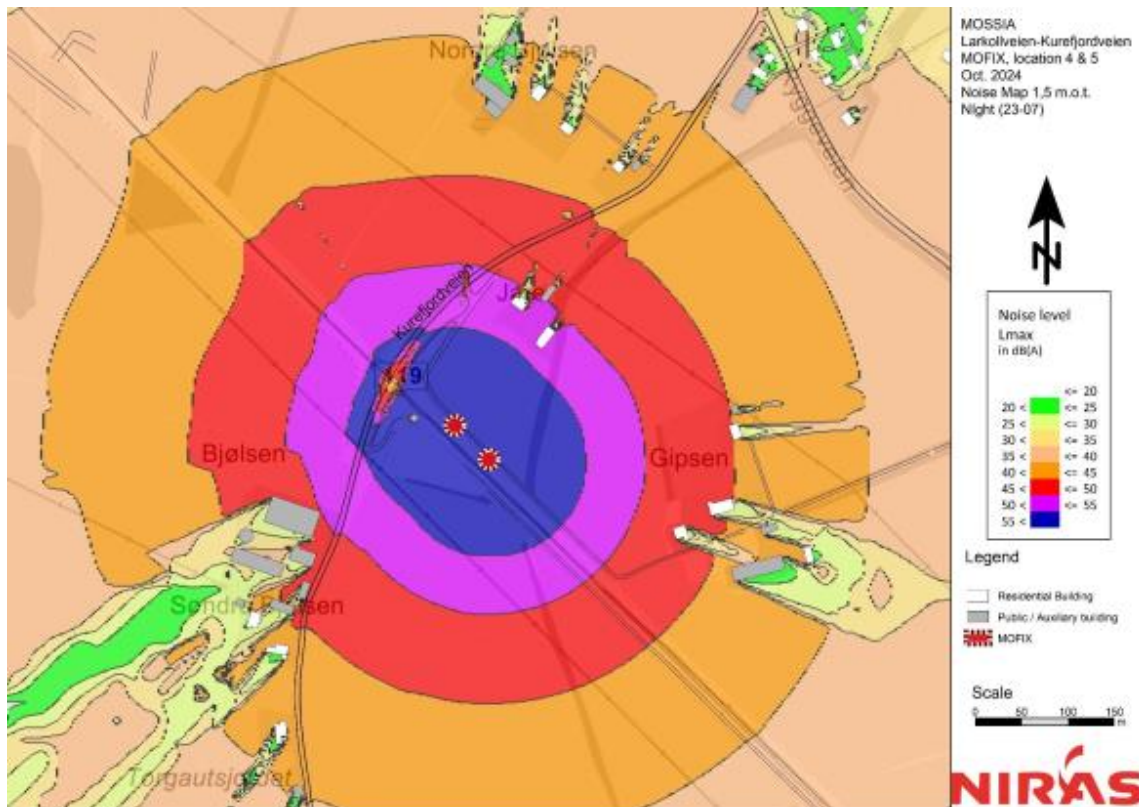 MOSSIA
Larkollveien-Kurefjordveien
MOFIX, location 4 & 5
Oct. 2024
Noise Map 1,5 m.o.t.
Night (23-07)
N
Noise level
Lmax
in dB(A)
<= 20
20 < <= 25
25 < <= 30
30 < <= 35
35 < <= 40
40 < <= 45
45 < <= 50
50 < <= 55
55 <
Legend
Residential Building
Public / Auxiliary building
MOFIX
Scale
0 50 100 150
m
NIRAS
Kurefjordveien
Bjølsen
Gipsen